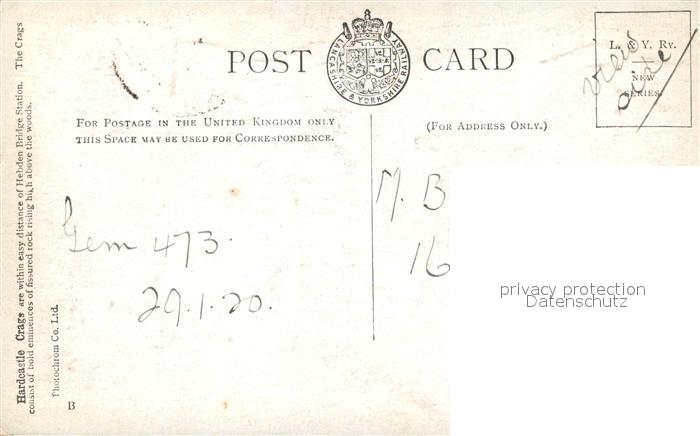 POST CARD
LANCASHIRE & YORKSHIRE RAILWAY
L. & Y. RY.
NEW
SERIES
view
FOR POSTAGE IN THE UNITED KINGDOM ONLY
THIS SPACE MAY BE USED FOR CORRESPONDENCE.
(FOR ADDRESS ONLY.)
Gem 473.
29.1.20.
M B
16
privacy protection
Datenschutz
Hardcastle Crags are within easy distance of Hebden Bridge Station. The Crags
consist of bold eminences of fissured rock rising high above the woods.
Photochrom Co. Ltd.
B